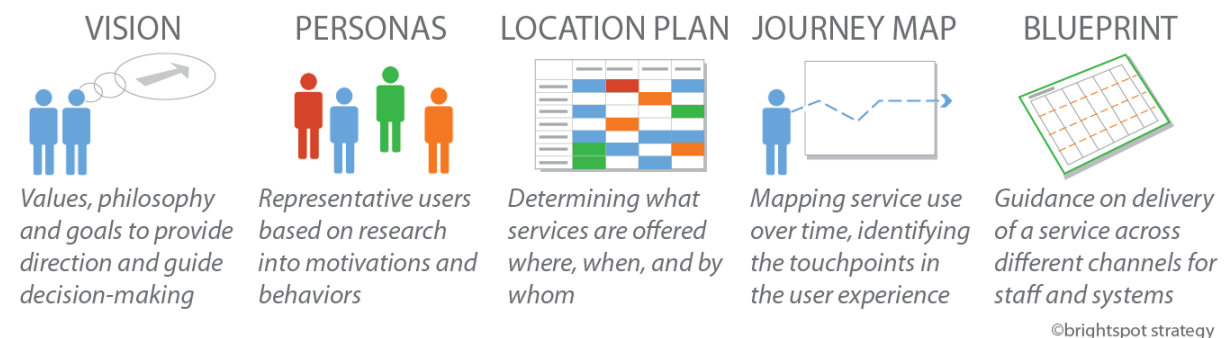 VISION
PERSONAS
LOCATION PLAN
JOURNEY MAP
BLUEPRINT
Values, philosophy
and goals to provide
direction and guide
decision-making
Representative users
based on research
into motivations and
behaviors
Determining what
services are offered
where, when, and by
whom
Mapping service use
over time, identifying
the touchpoints in
the user experience
Guidance on delivery
of a service across
different channels for
staff and systems
©brightspot strategy